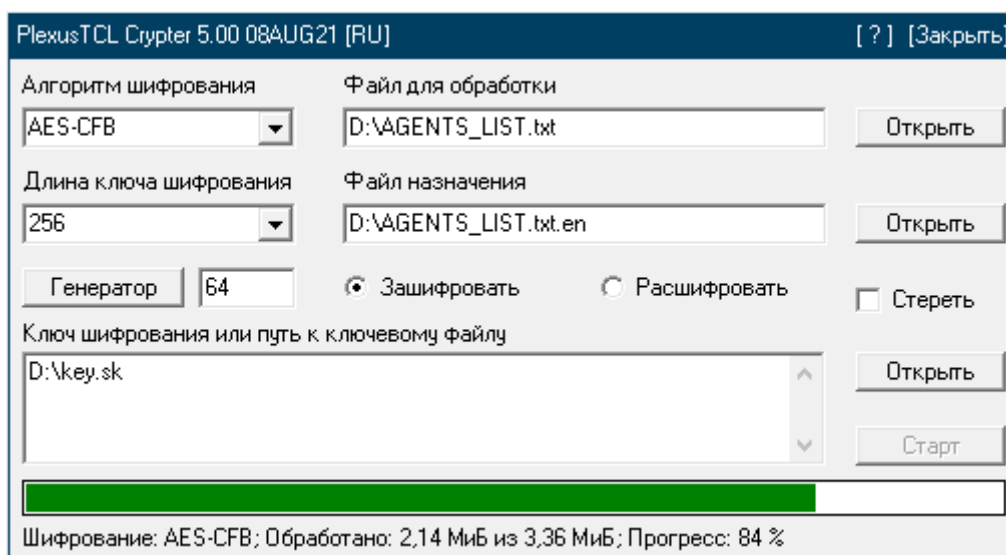 PlexusTCL Crypter 5.00 08AUG21 [RU] [ ? ] [Закрыть]
Алгоритм шифрования Файл для обработки
AES-CFB D:\AGENTS_LIST.txt Открыть
Длина ключа шифрования Файл назначения
256 D:\AGENTS_LIST.txt.en Открыть
Генератор 64 Зашифровать Расшифровать Стереть
Ключ шифрования или путь к ключевому файлу
D:\key.sk Открыть
Старт
Шифрование: AES-CFB; Обработано: 2,14 МиБ из 3,36 МиБ; Прогресс: 84 %